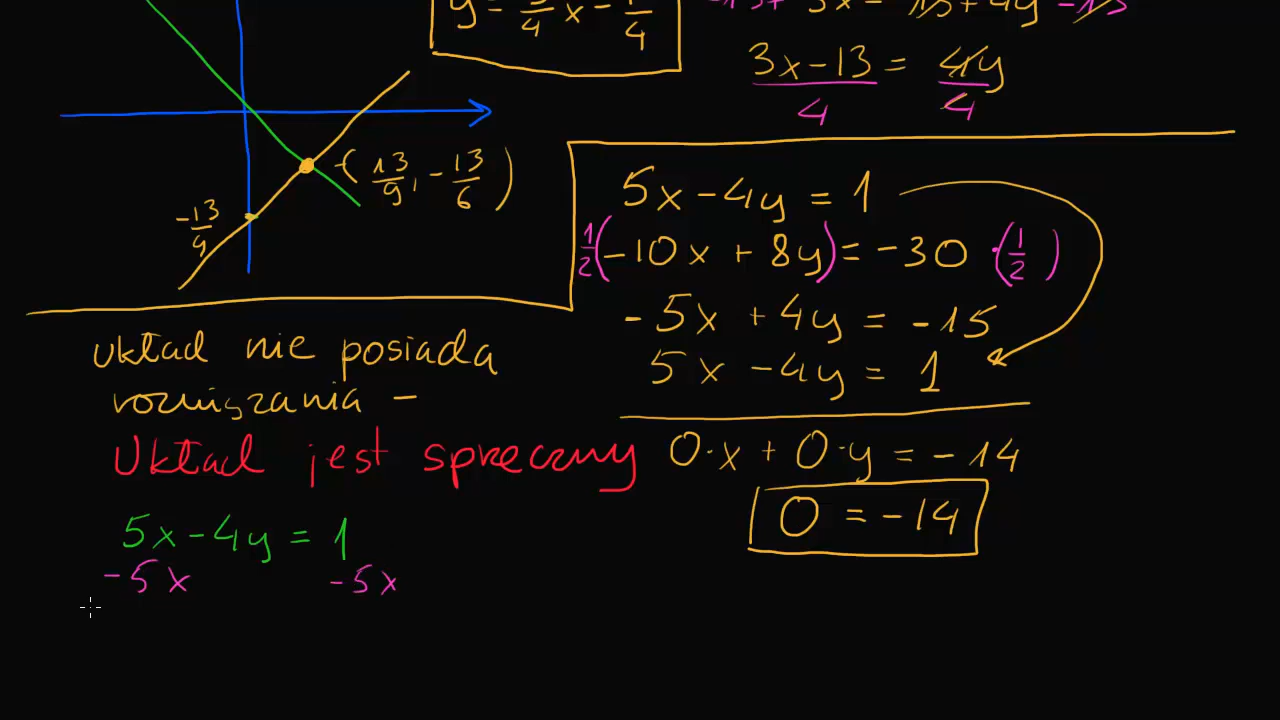 3x-13 = 4y
4 4
(13/9, -13/6)
-13/4
5x-4y = 1
1/2(-10x + 8y) = -30 ·(1/2)
-5x + 4y = -15
5x - 4y = 1
0·x + 0·y = -14
0 = -14
układ nie posiada
rozwiązania -
Układ jest sprzeczny
5x-4y = 1
-5x -5x